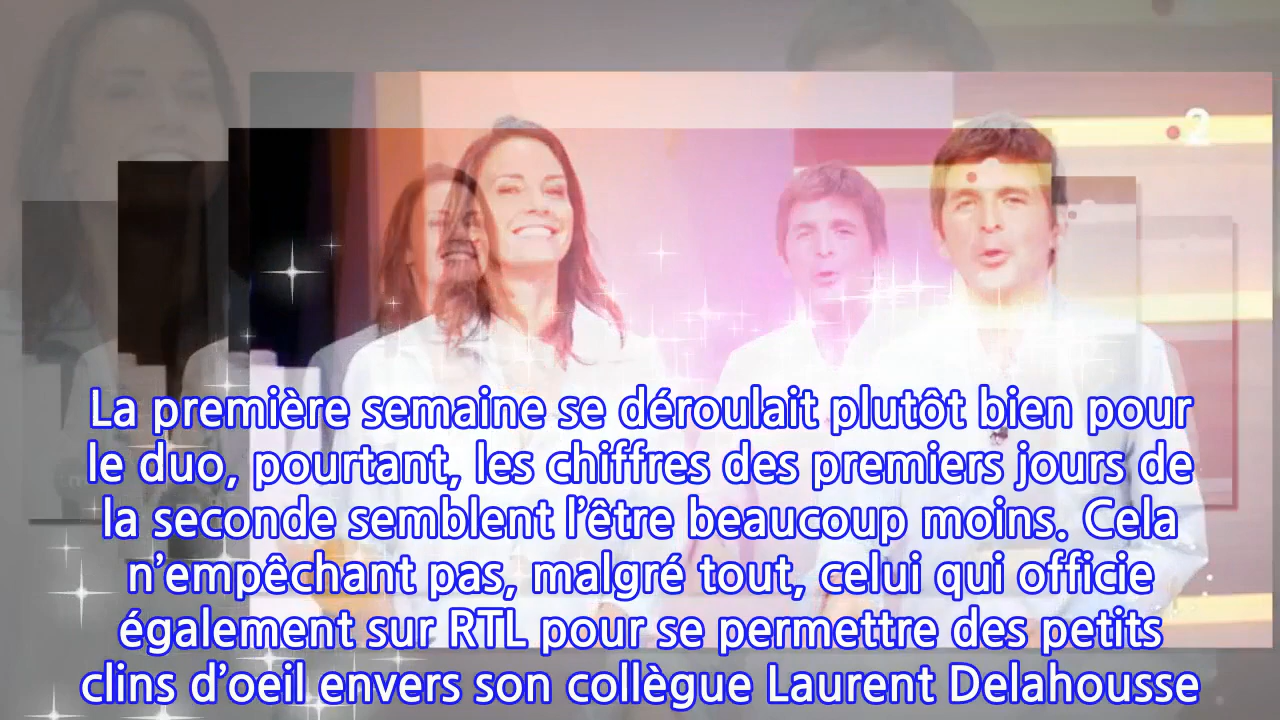 2
La première semaine se déroulait plutôt bien pour
le duo, pourtant, les chiffres des premiers jours de
la seconde semblent l'être beaucoup moins. Cela
n'empêchant pas, malgré tout, celui qui officie
également sur RTL pour se permettre des petits
clins d'oeil envers son collègue Laurent Delahousse